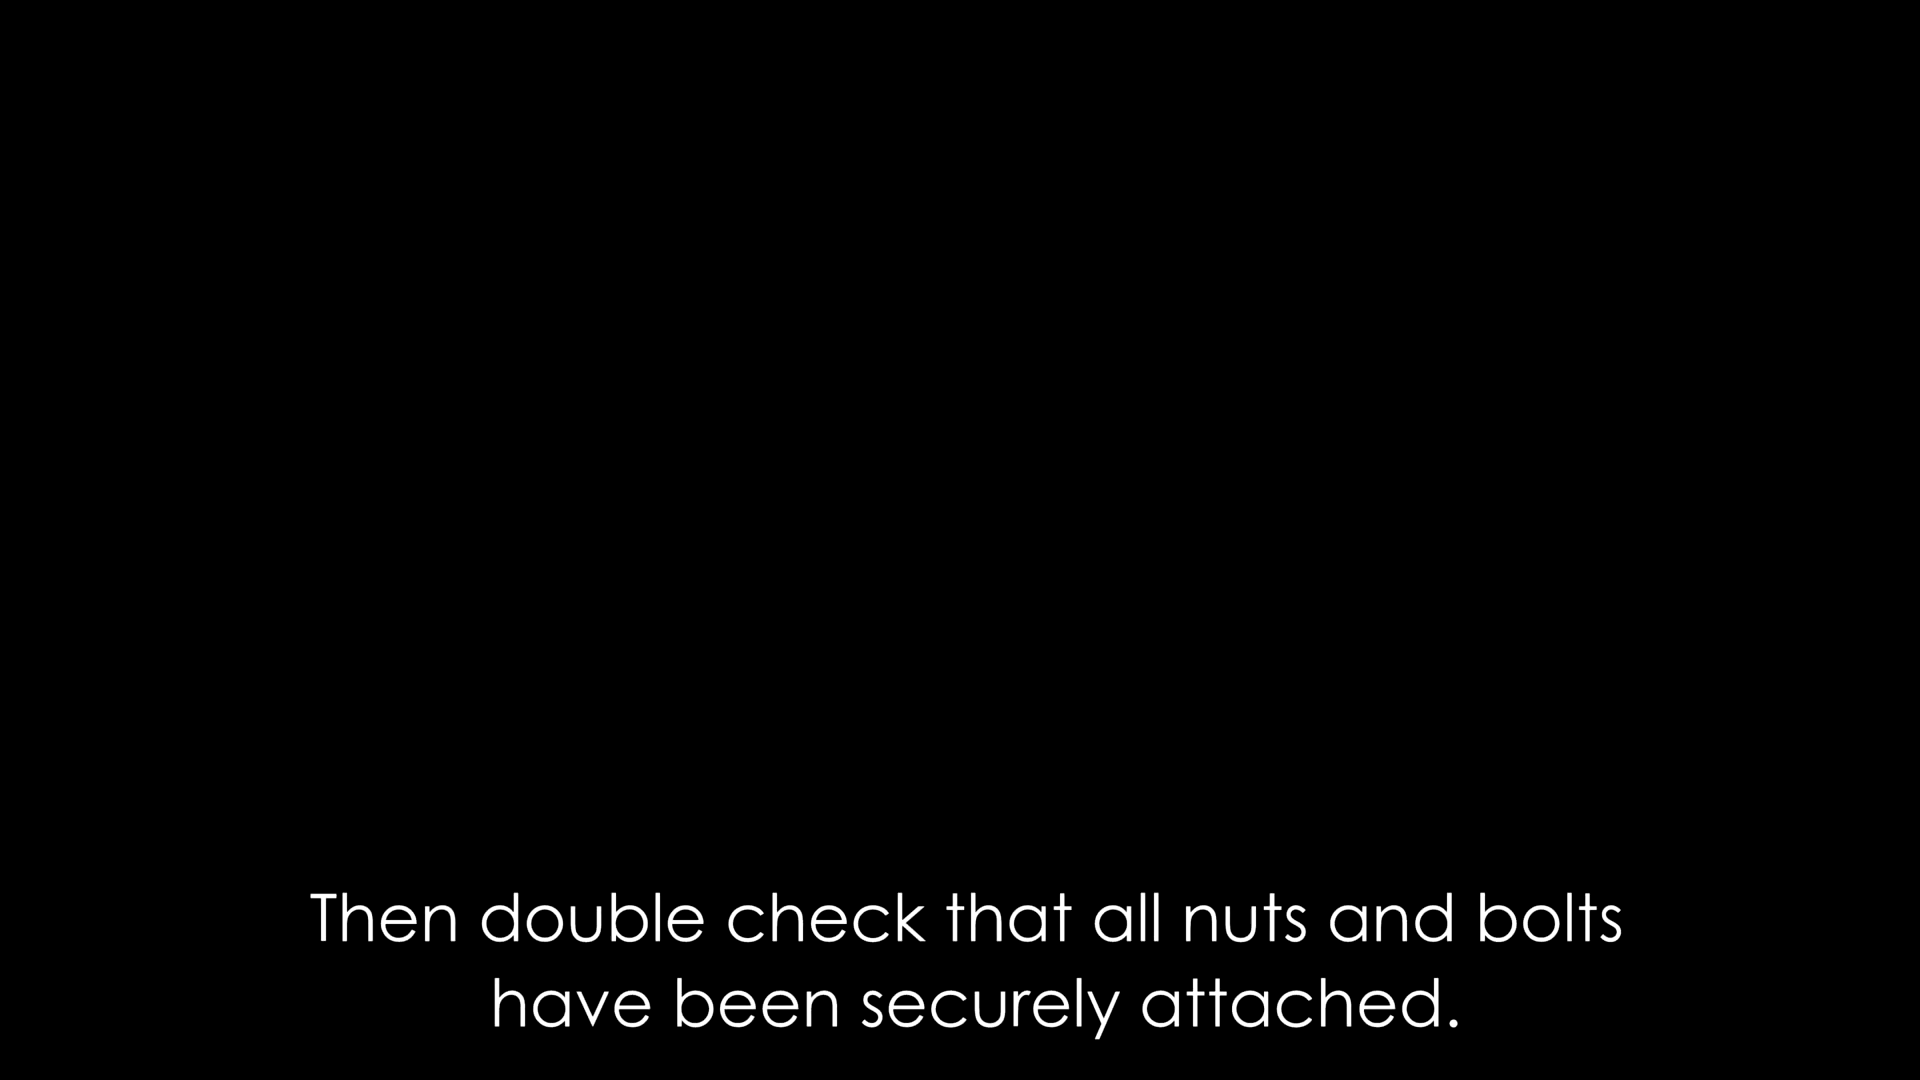 Then double check that all nuts and bolts
have been securely attached.